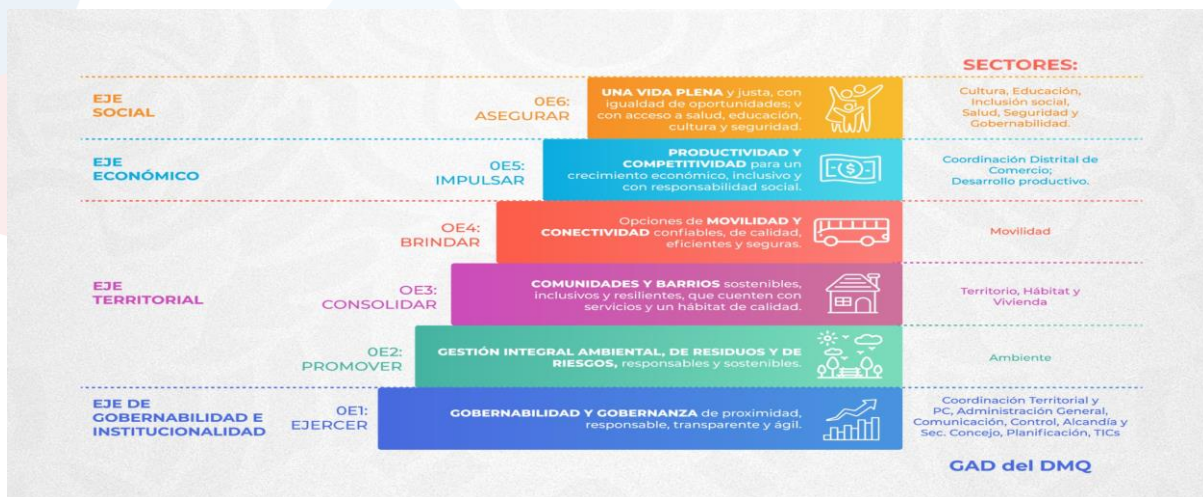 SECTORES:
EJE
SOCIAL
OE6:
ASEGURAR
UNA VIDA PLENA y justa, con
igualdad de oportunidades; v
con acceso a salud, educación,
cultura y seguridad.
Cultura, Educación,
Inclusión social,
Salud, Seguridad y
Gobernabilidad.
EJE
ECONÓMICO
OE5:
IMPULSAR
PRODUCTIVIDAD Y
COMPETITIVIDAD para un
crecimiento económico, inclusivo y
con responsabilidad social.
Coordinación Distrital de
Comercio;
Desarrollo productivo.
EJE
TERRITORIAL
OE4:
BRINDAR
Opciones de MOVILIDAD Y
CONECTIVIDAD confiables, de calidad,
eficientes y seguras.
Movilidad
OE3:
CONSOLIDAR
COMUNIDADES Y BARRIOS sostenibles,
inclusivos y resilientes, que cuenten con
servicios y un hábitat de calidad.
Territorio, Hábitat y
Vivienda
OE2:
PROMOVER
GESTIÓN INTEGRAL AMBIENTAL, DE RESIDUOS Y DE
RIESGOS, responsables y sostenibles.
Ambiente
EJE DE
GOBERNABILIDAD E
INSTITUCIONALIDAD
OE1:
EJERCER
GOBERNABILIDAD Y GOBERNANZA de proximidad,
responsable, transparente y ágil.
Coordinación Territorial y
PC, Administración General,
Comunicación, Control, Alcandía y
Sec. Concejo, Planificación, TICs
GAD del DMQ